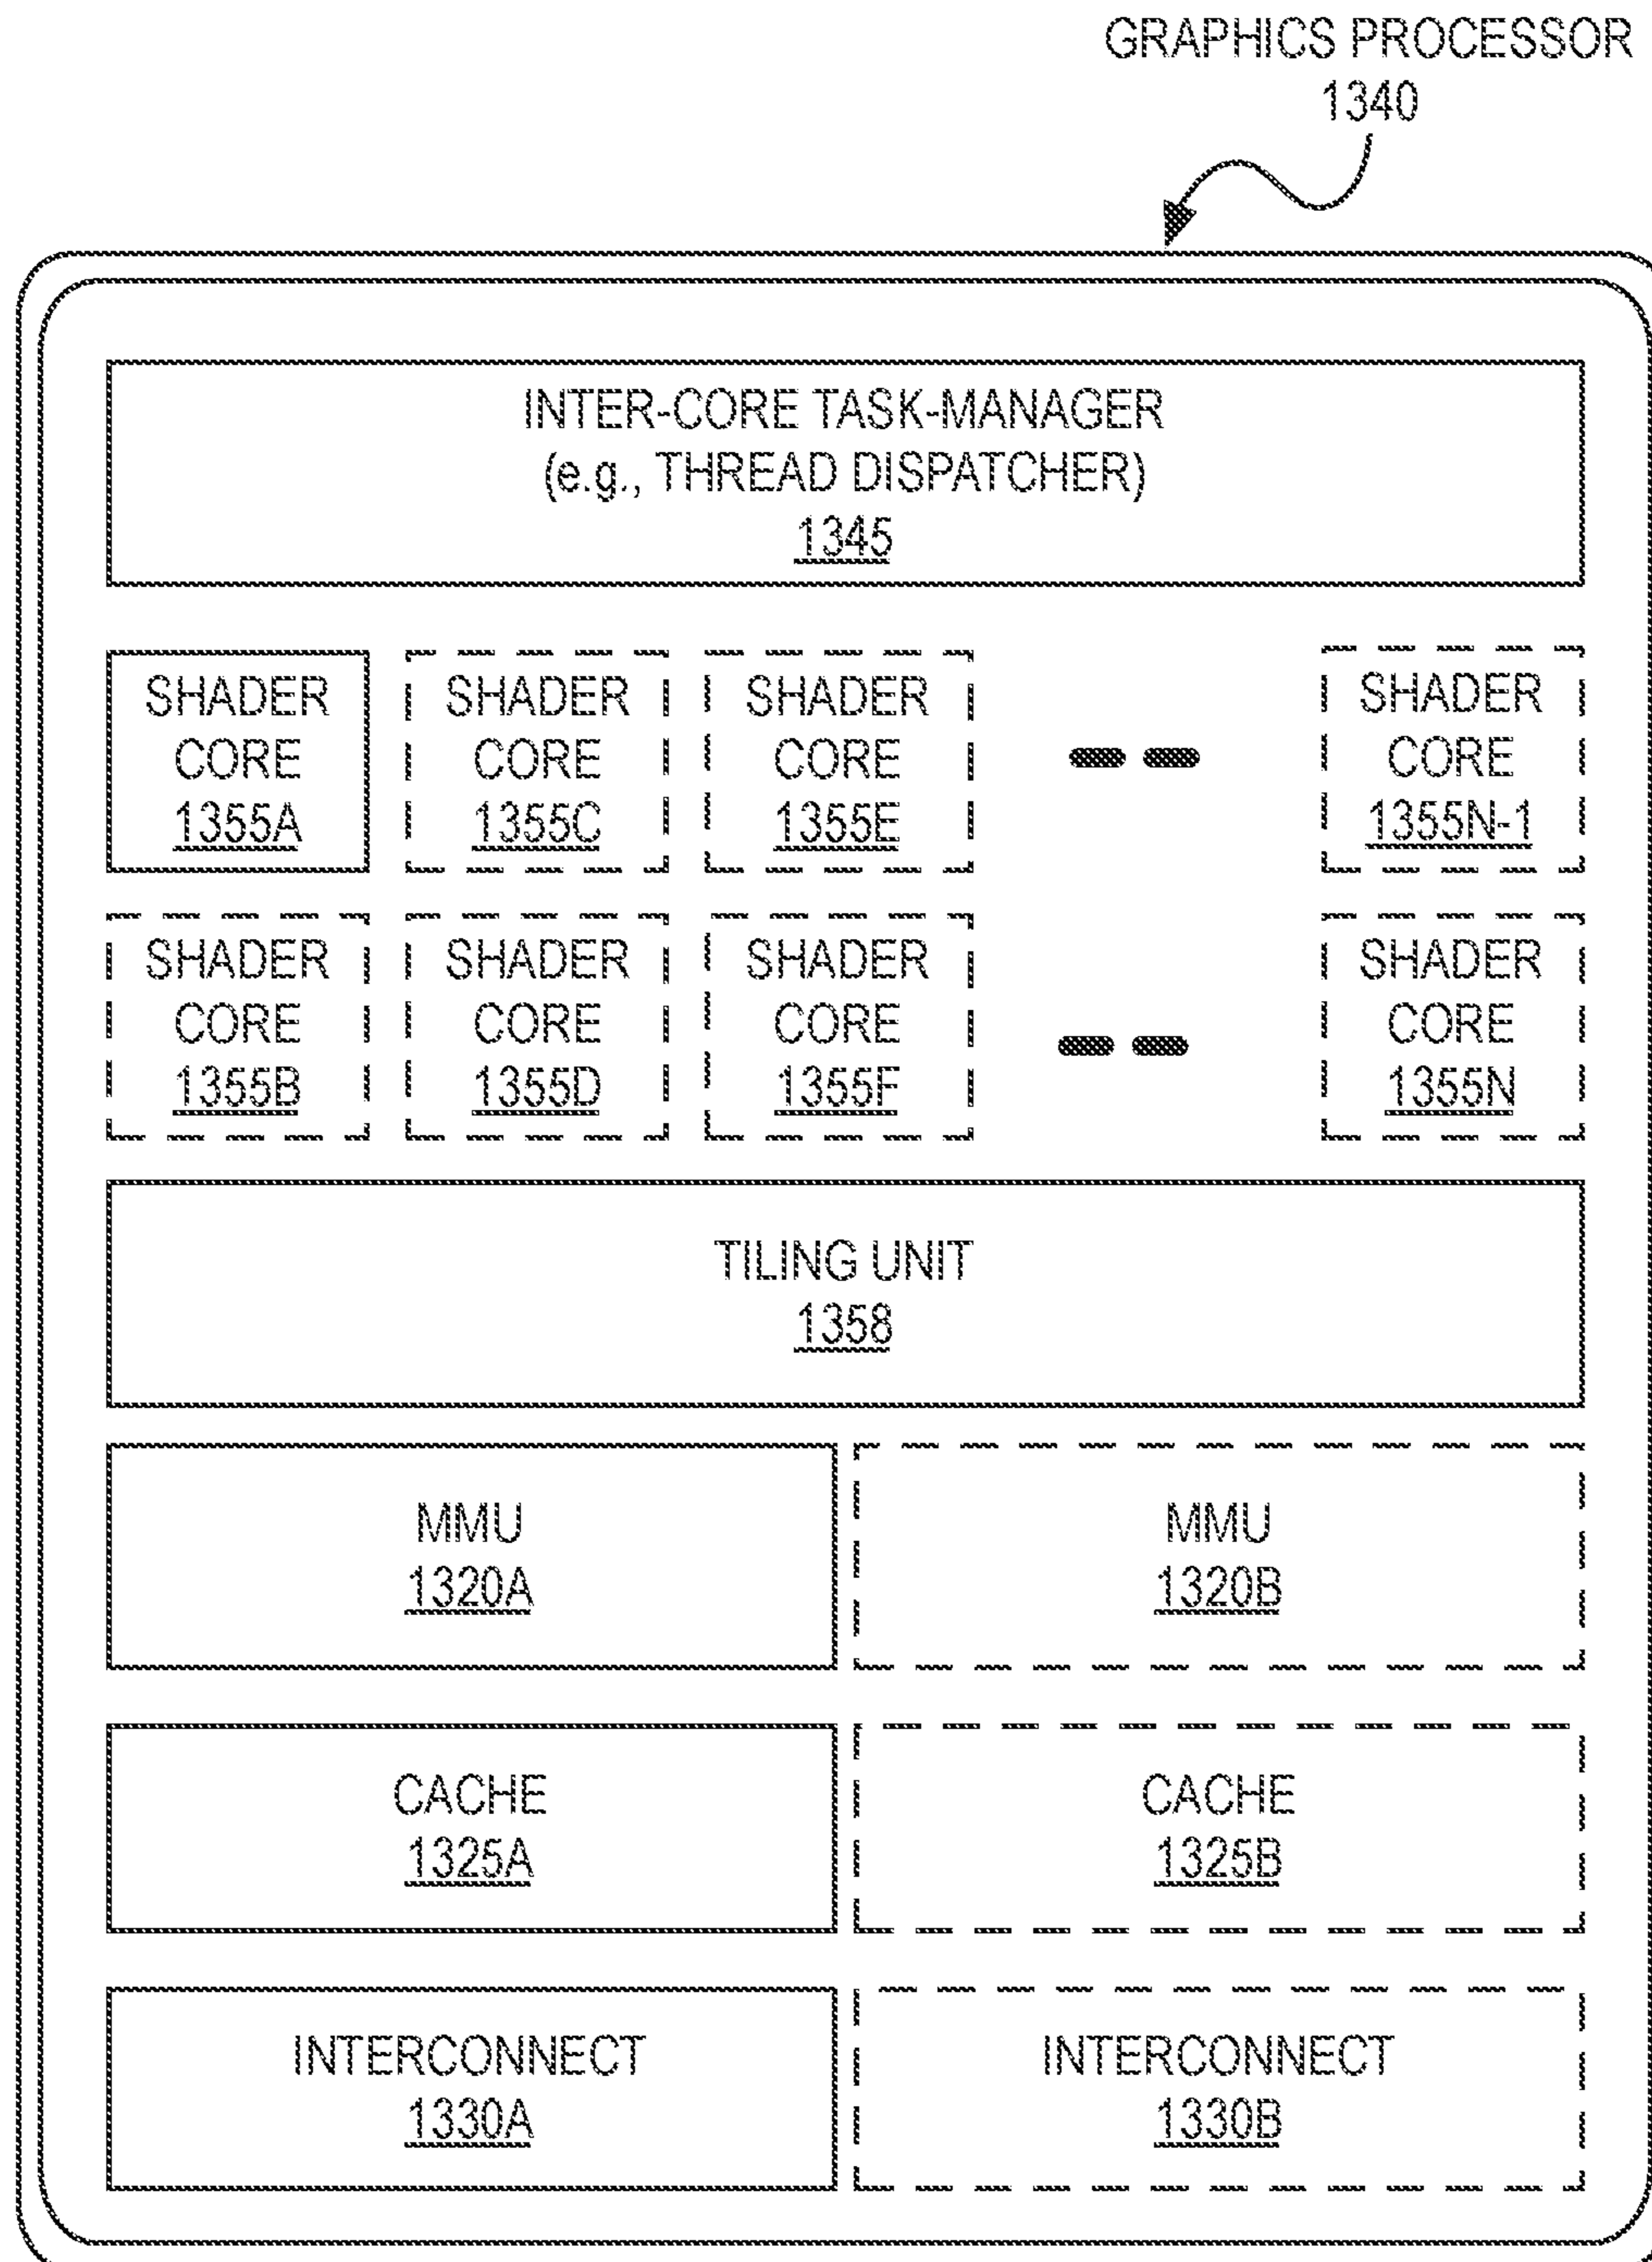 GRAPHICS PROCESSOR
1340
INTER-CORE TASK-MANAGER
(e.g., THREAD DISPATCHER)
1345
SHADER
CORE
1355A
SHADER
CORE
1355C
SHADER
CORE
1355E
SHADER
CORE
1355N-1
SHADER
CORE
1355B
SHADER
CORE
1355D
SHADER
CORE
1355F
SHADER
CORE
1355N
TILING UNIT
1358
MMU
1320A
MMU
1320B
CACHE
1325A
CACHE
1325B
INTERCONNECT
1330A
INTERCONNECT
1330B